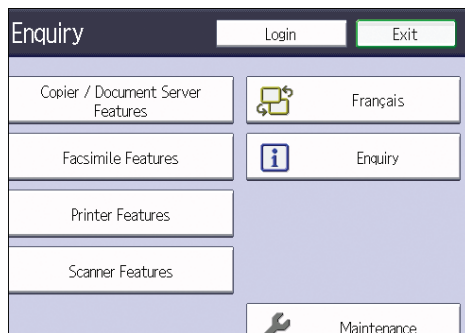 Enquiry
Login
Exit
Copier / Document Server
Features
Français
Facsimile Features
Enquiry
Printer Features
Scanner Features
Maintenance